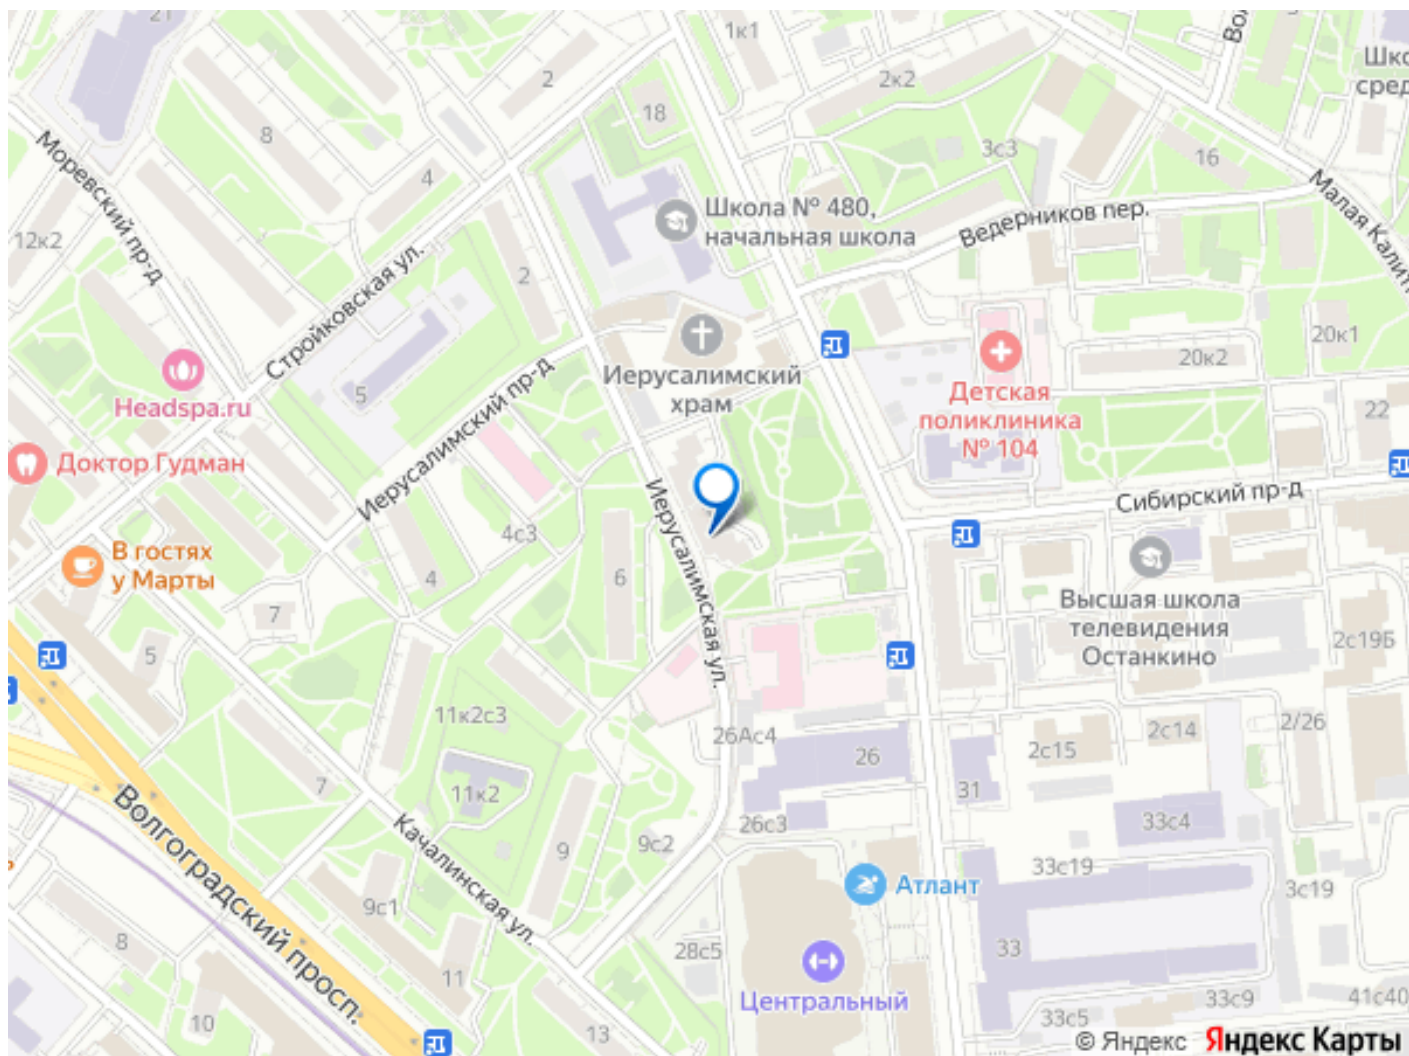 21
1к1
Шко
сред
2
2к2
8
18
3с3
16
Моревский пр-д
4
Малая Калит
Школа № 480,
начальная школа
Ведерников пер.
12к2
Стройковская ул.
2
20к1
20к2
Иерусалимский
храм
Детская
поликлиника
№ 104
5
Headspa.ru
Иерусалимский пр-д
22
Доктор Гудман
Сибирский пр-д
Иерусалимская ул.
4с3
В гостях
у Марты
4
6
Высшая школа
телевидения
Останкино
7
5
2с19Б
11к2с3
26Ас4
2с14
2/26
2с15
26
7
31
11к2
Волгоградский просп.
Качалинская ул.
26с3
33с4
9
9с2
33с19
Атлант
3с19
9с1
8
28с5
33
11
Центральный
33с9
41с40
10
13
33с5
© Яндекс Яндекс Карты